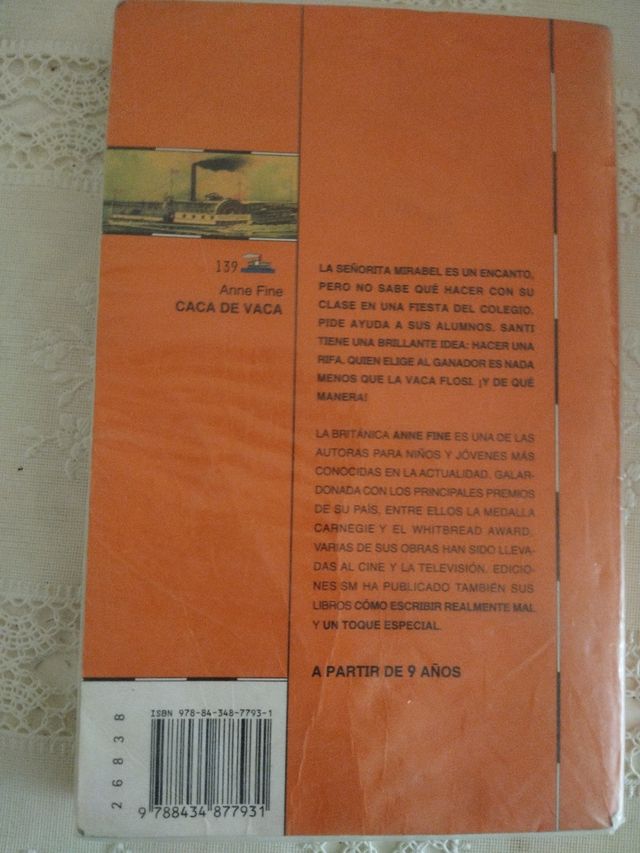 139
Anne Fine
CACA DE VACA
LA SEÑORITA MIRABEL ES UN ENCANTO,
PERO NO SABE QUÉ HACER CON SU
CLASE EN UNA FIESTA DEL COLEGIO.
PIDE AYUDA A SUS ALUMNOS. SANTI
TIENE UNA BRILLANTE IDEA: HACER UNA
RIFA. QUIEN ELIGE AL GANADOR ES NADA
MENOS QUE LA VACA FLOSI. ¡Y DE QUÉ
MANERA!
LA BRITÁNICA ANNE FINE ES UNA DE LAS
AUTORAS PARA NIÑOS Y JÓVENES MÁS
CONOCIDAS EN LA ACTUALIDAD. GALAR-
DONADA CON LOS PRINCIPALES PREMIOS
DE SU PAÍS, ENTRE ELLOS LA MEDALLA
CARNEGIE Y EL WHITBREAD AWARD,
VARIAS DE SUS OBRAS HAN SIDO LLEVA-
DAS AL CINE Y LA TELEVISIÓN. EDICIO-
NES SM HA PUBLICADO TAMBIÉN SUS
LIBROS CÓMO ESCRIBIR REALMENTE MAL
Y UN TOQUE ESPECIAL.
A PARTIR DE 9 AÑOS
ISBN 978-84-348-7793-1
26838
9 788434 877931